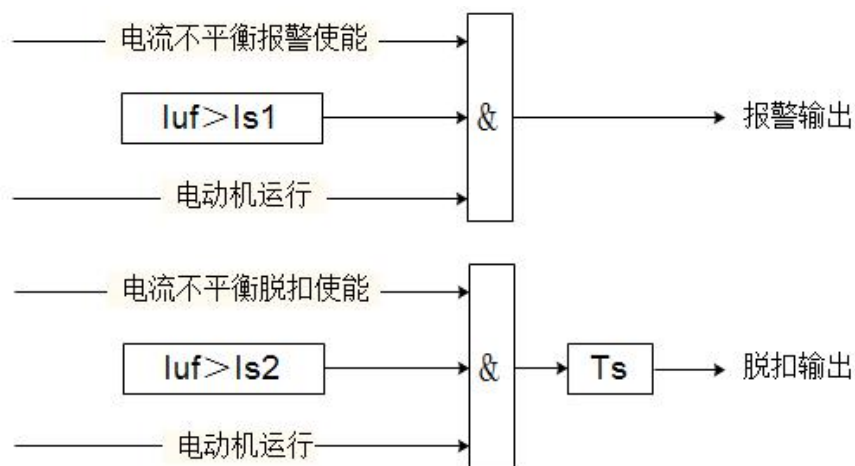 电流不平衡报警使能
Iuf＞Is1
&
报警输出
电动机运行
电流不平衡脱扣使能
Iuf＞Is2
&
Ts
脱扣输出
电动机运行